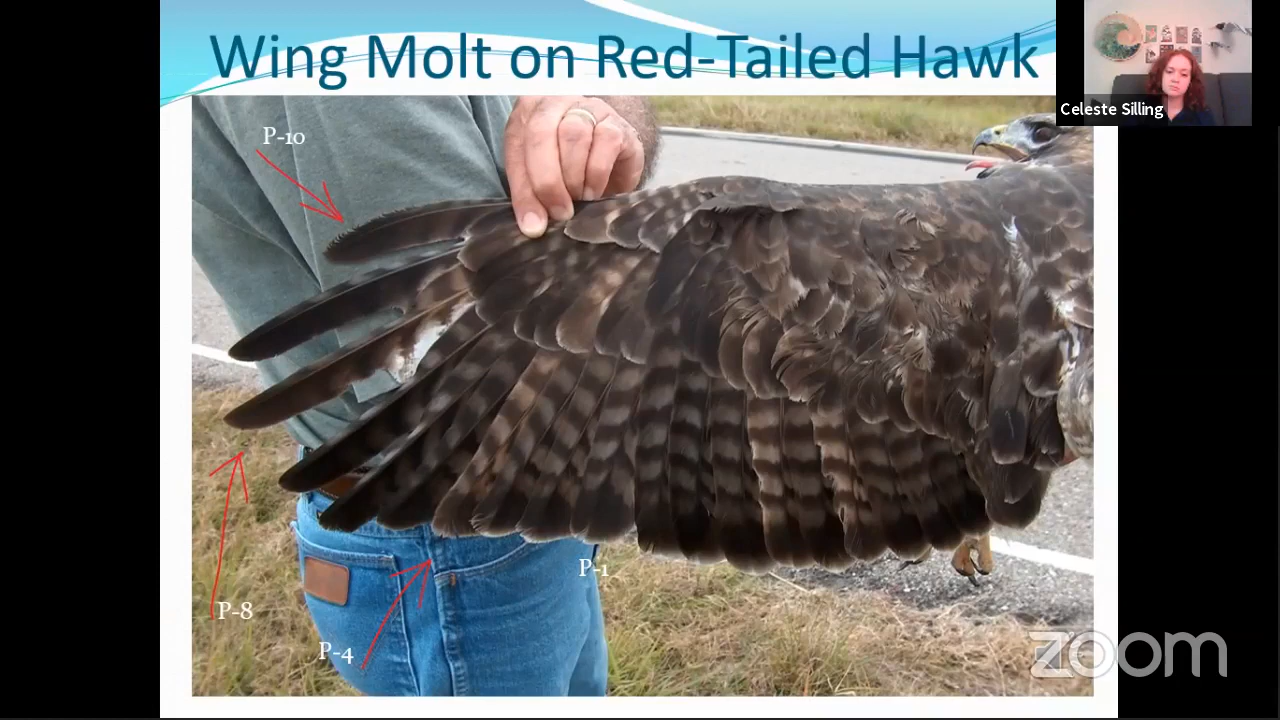 Wing Molt on Red-Tailed Hawk
Celeste Silling
P-10
P-1
P-8
P-4
zoom